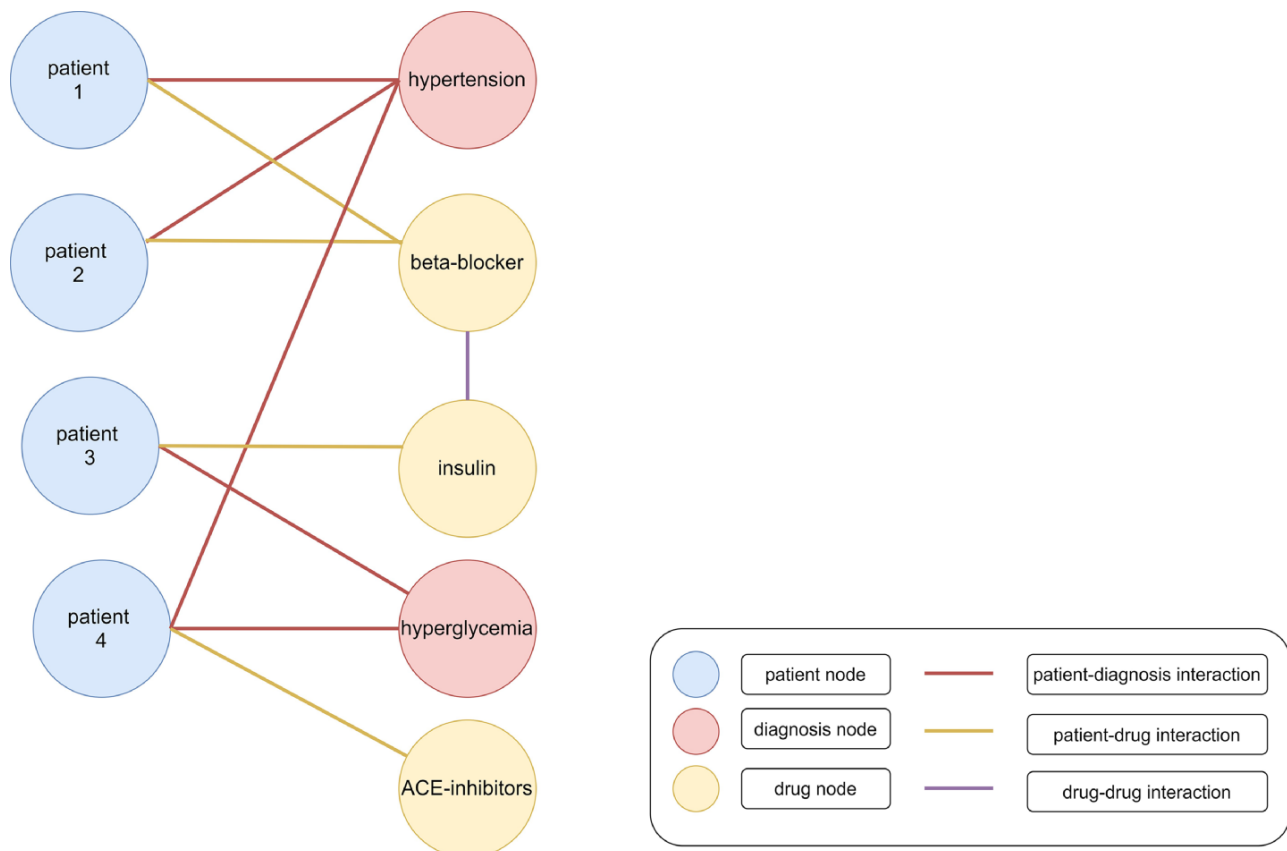 patient
1
hypertension
patient
2
beta-blocker
patient
3
insulin
patient
4
hyperglycemia
ACE-inhibitors
patient node
patient-diagnosis interaction
diagnosis node
patient-drug interaction
drug node
drug-drug interaction